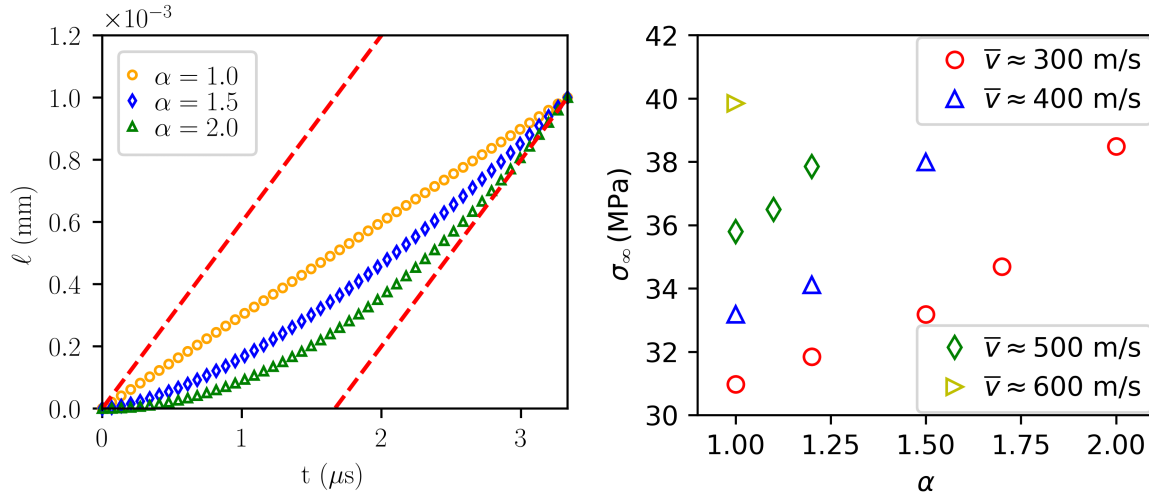 ×10⁻³
1.2
1.0
0.8
0.6
0.4
0.2
0.0
ℓ (mm)
α = 1.0
α = 1.5
α = 2.0
0 1 2 3
t (μs)
42
40
38
36
34
32
30
σ∞ (MPa)
v̅ ≈ 300 m/s
v̅ ≈ 400 m/s
v̅ ≈ 500 m/s
v̅ ≈ 600 m/s
1.00 1.25 1.50 1.75 2.00
α